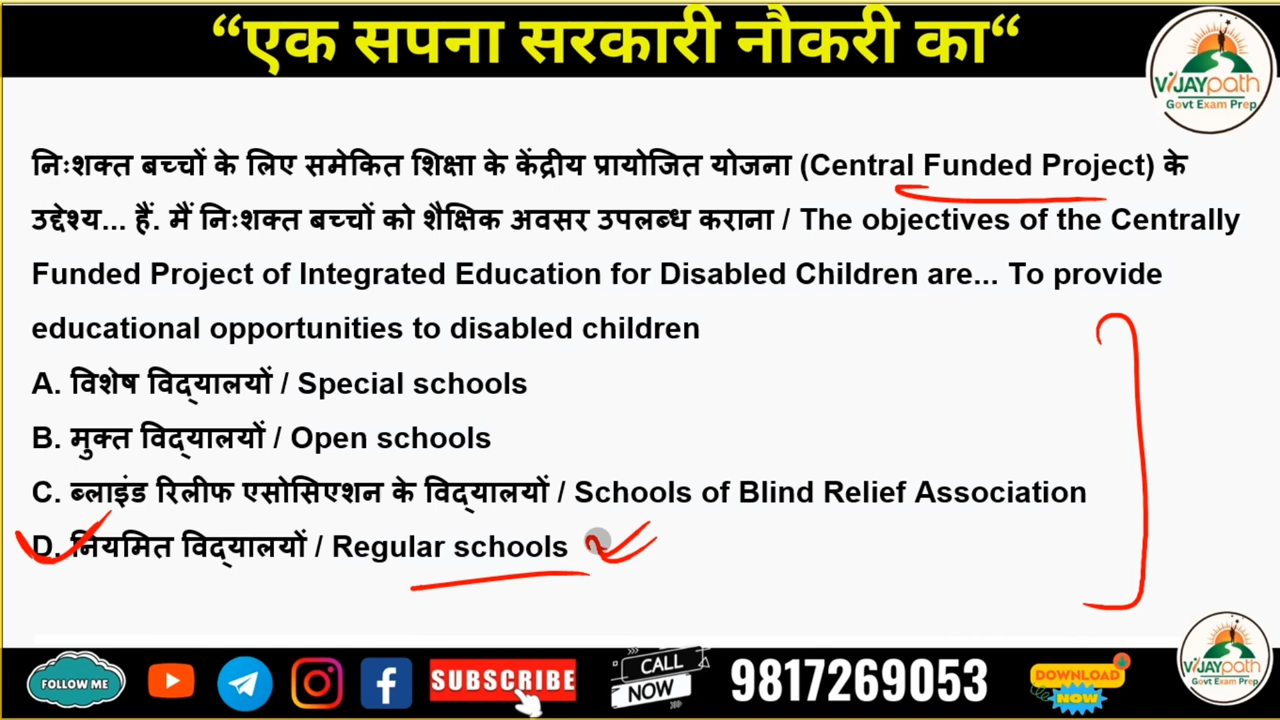 “एक सपना सरकारी नौकरी का“
VIJAYpath
Govt Exam Prep
निःशक्त बच्चों के लिए समेकित शिक्षा के केंद्रीय प्रायोजित योजना (Central Funded Project) के
उद्देश्य... हैं. मैं निःशक्त बच्चों को शैक्षिक अवसर उपलब्ध कराना / The objectives of the Centrally
Funded Project of Integrated Education for Disabled Children are... To provide
educational opportunities to disabled children
A. विशेष विद्यालयों / Special schools
B. मुक्त विद्यालयों / Open schools
C. ब्लाइंड रिलीफ एसोसिएशन के विद्यालयों / Schools of Blind Relief Association
D. नियमित विद्यालयों / Regular schools
FOLLOW ME
SUBSCRIBE
CALL
NOW
9817269053
DOWNLOAD
NOW
VIJAYpath
Govt Exam Prep